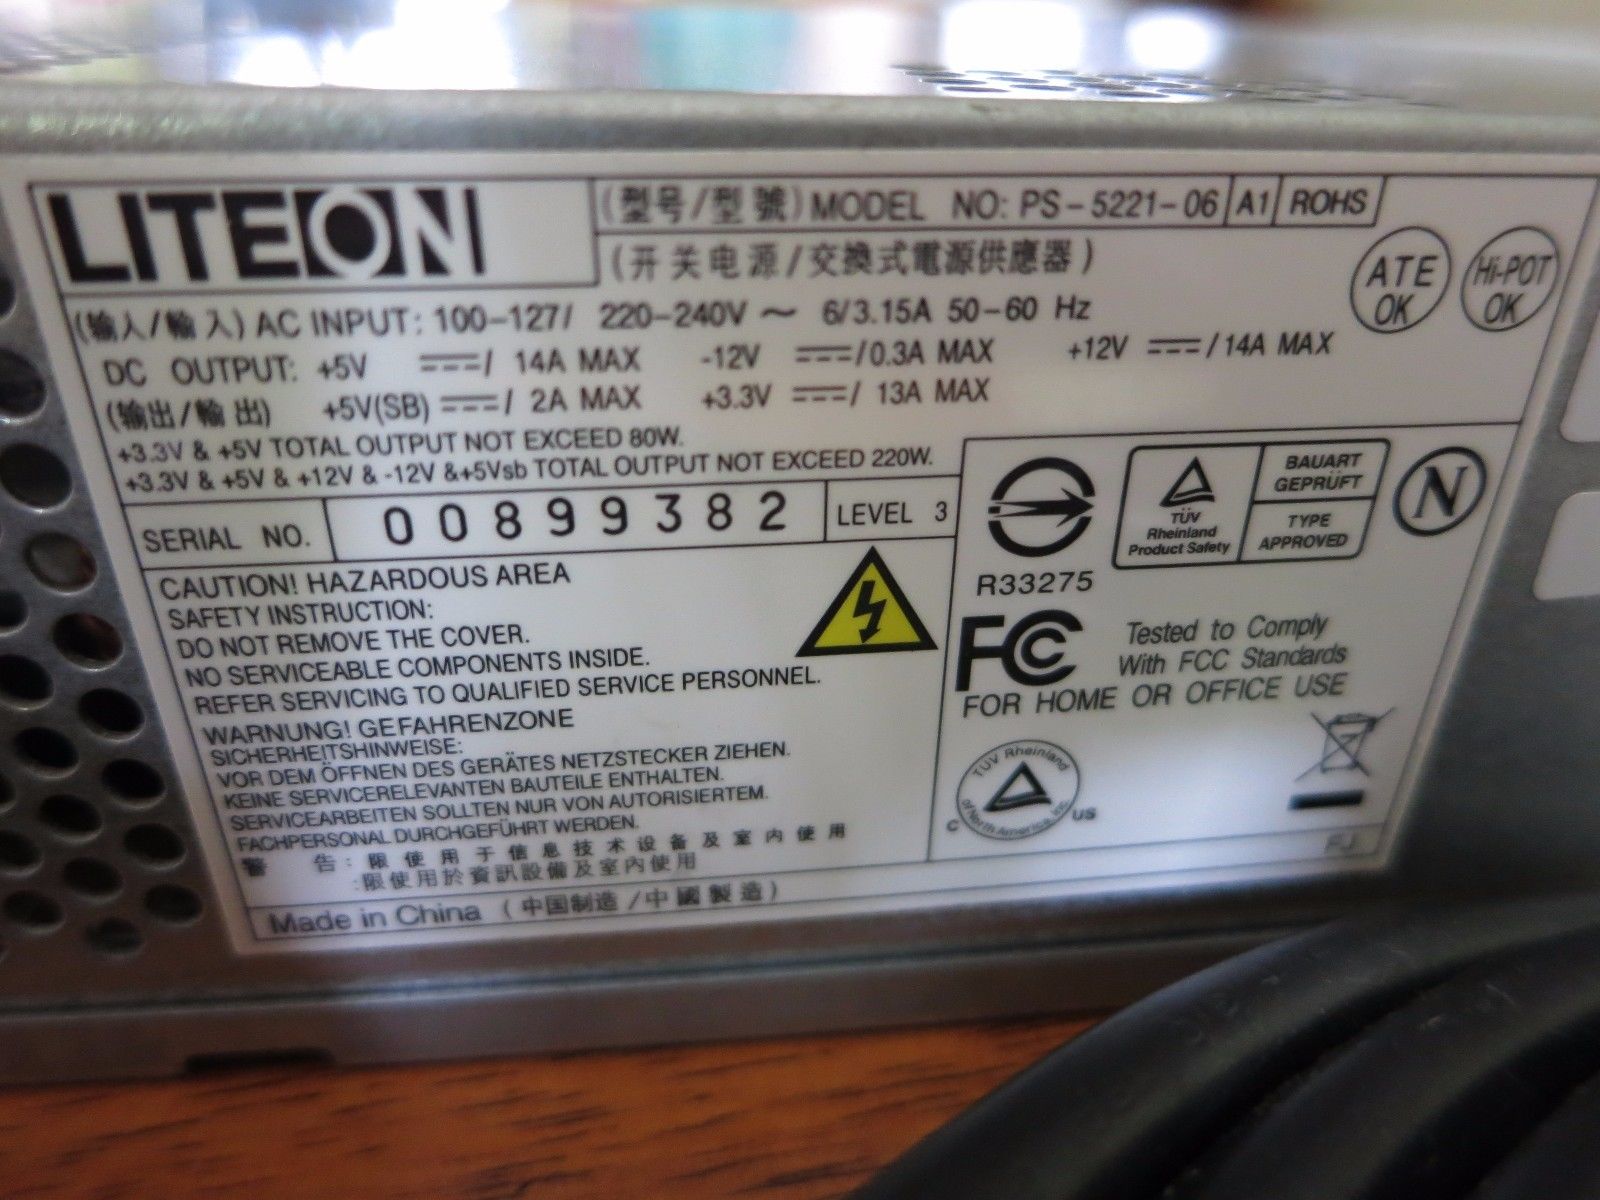 LITEON
(型号/型號) MODEL NO: PS-5221-06 A1 ROHS
(开关电源/交換式電源供應器)
ATE OK
Hi-POT OK
(输入/輸入) AC INPUT: 100-127/ 220-240V ~ 6/3.15A 50-60 Hz
DC OUTPUT: +5V ⎓/ 14A MAX -12V ⎓/0.3A MAX +12V ⎓/14A MAX
(输出/輸出) +5V(SB) ⎓/ 2A MAX +3.3V ⎓/ 13A MAX
+3.3V & +5V TOTAL OUTPUT NOT EXCEED 80W.
+3.3V & +5V & +12V & -12V &+5Vsb TOTAL OUTPUT NOT EXCEED 220W.
SERIAL NO. 00899382 LEVEL 3
CAUTION! HAZARDOUS AREA
SAFETY INSTRUCTION:
DO NOT REMOVE THE COVER.
NO SERVICEABLE COMPONENTS INSIDE.
REFER SERVICING TO QUALIFIED SERVICE PERSONNEL.
WARNUNG! GEFAHRENZONE
SICHERHEITSHINWEISE:
VOR DEM ÖFFNEN DES GERÄTES NETZSTECKER ZIEHEN.
KEINE SERVICERELEVANTEN BAUTEILE ENTHALTEN.
SERVICEARBEITEN SOLLTEN NUR VON AUTORISIERTEM.
FACHPERSONAL DURCHGEFÜHRT WERDEN.
警 告: 限使用于信息技术设备及室内使用
:限使用於資訊設備及室內使用
Made in China (中国制造/中國製造)
R33275
TÜV
Rheinland
Product Safety
BAUART
GEPRÜFT
TYPE
APPROVED
N
FC
Tested to Comply
With FCC Standards
FOR HOME OR OFFICE USE
TÜV Rheinland
of North America, Inc.
C US
FJ